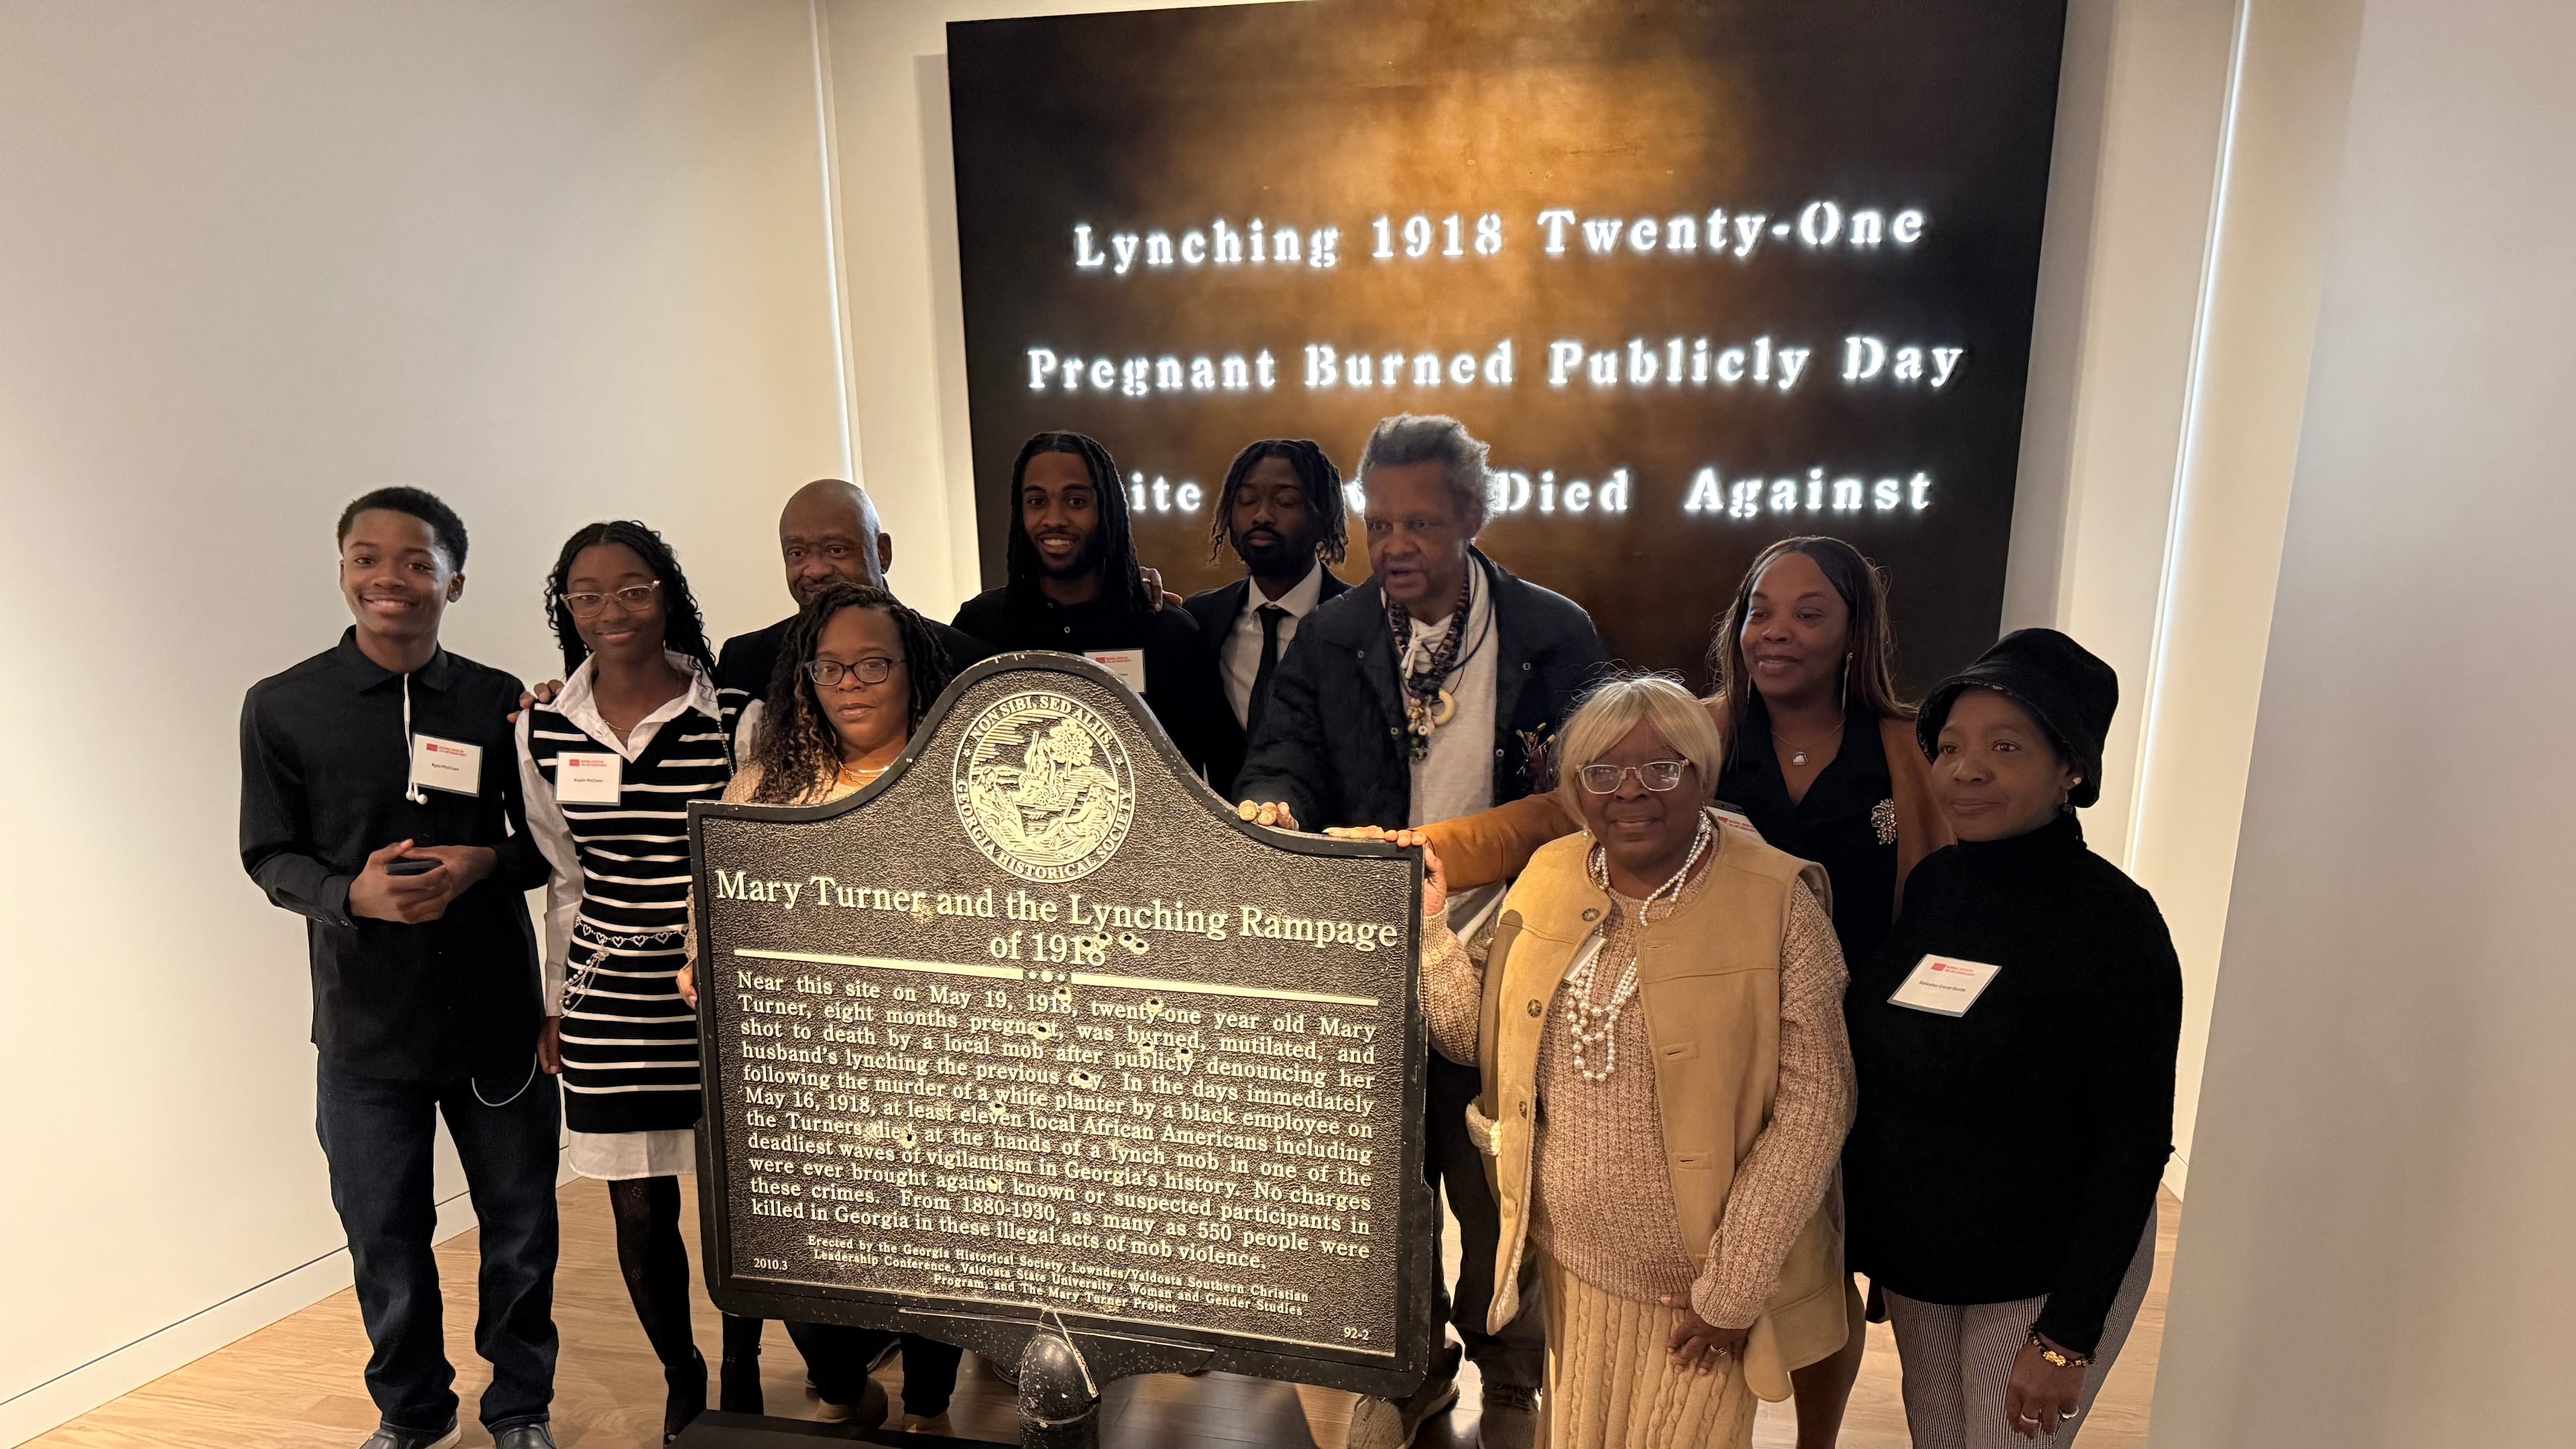 Lynching 1918 Twenty-One
Pregnant Burned Publicly Day
Died Against
NON SIBI, SED ALIIS
GEORGIA HISTORICAL SOCIETY
Mary Turner and the Lynching Rampage
of 1918
Near this site on May 19, 1918, twenty-one year old Mary
Turner, eight months pregnant, was burned, mutilated, and
shot to death by a local mob after publicly denouncing her
husband's lynching the previous day. In the days immediately
following the murder of a white planter by a black employee on
May 16, 1918, at least eleven local African Americans including
the Turners died at the hands of a lynch mob in one of the
deadliest waves of vigilantism in Georgia's history. No charges
were ever brought against known or suspected participants in
these crimes. From 1880-1930, as many as 550 people were
killed in Georgia in these illegal acts of mob violence.
Erected by the Georgia Historical Society, Lowndes/Valdosta Southern Christian
Leadership Conference, Valdosta State University - Woman and Gender Studies
Program, and The Mary Turner Project
2010.3
92-2